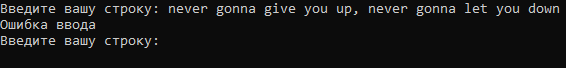 Введите вашу строку: never gonna give you up, never gonna let you down
Ошибка ввода
Введите вашу строку: